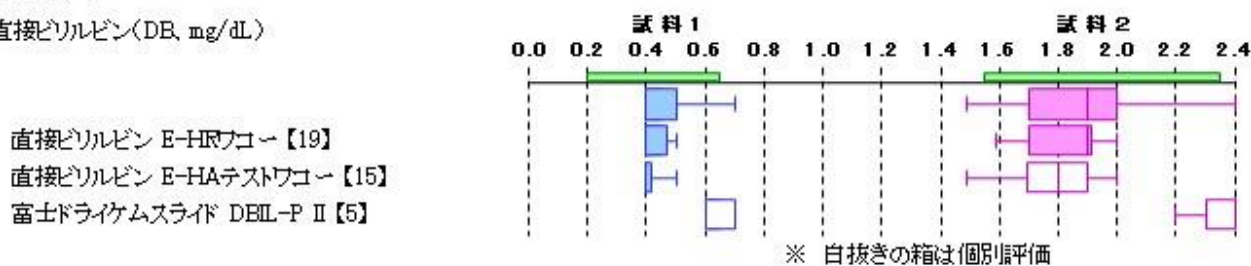 直接ビリルビン(DB, mg/dL)
試料1 試料2
0.0 0.2 0.4 0.6 0.8 1.0 1.2 1.4 1.6 1.8 2.0 2.2 2.4
直接ビリルビン E-HRワコー【19】
直接ビリルビン E-HAテストワコー【15】
富士ドライケムスライド DBIL-P II【5】
※ 白抜きの箱は個別評価